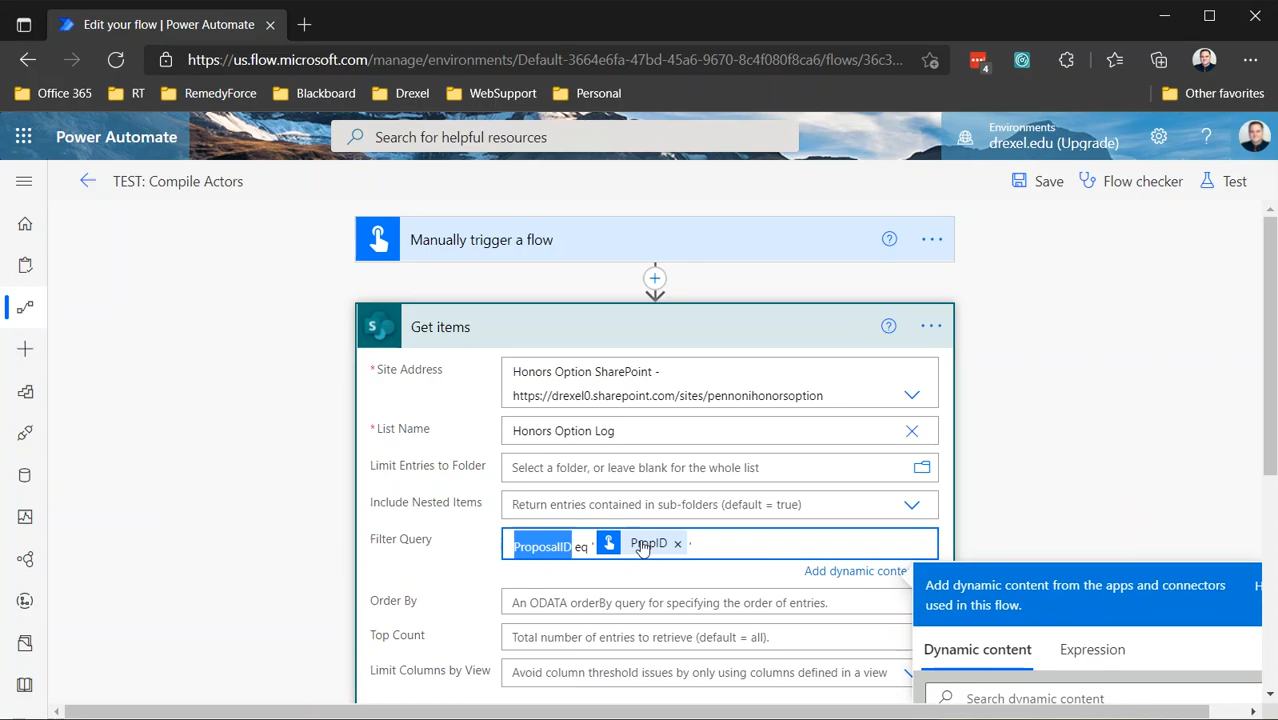 Edit your flow | Power Automate
https://us.flow.microsoft.com/manage/environments/Default-3664e6fa-47bd-45a6-9670-8c4f080f8ca6/flows/36c3...
4
Office 365
RT
RemedyForce
Blackboard
Drexel
WebSupport
Personal
Other favorites
Power Automate
Search for helpful resources
Environments
drexel.edu (Upgrade)
?
TEST: Compile Actors
Save
Flow checker
Test
Manually trigger a flow
?
S
Get items
?
* Site Address
Honors Option SharePoint -
https://drexel0.sharepoint.com/sites/pennonihonorsoption
* List Name
Honors Option Log
Limit Entries to Folder
Select a folder, or leave blank for the whole list
Include Nested Items
Return entries contained in sub-folders (default = true)
Filter Query
ProposalID eq ' PropID × '
Add dynamic conte
Add dynamic content from the apps and connectors
used in this flow.
H
Order By
An ODATA orderBy query for specifying the order of entries.
Top Count
Total number of entries to retrieve (default = all).
Dynamic content
Expression
Limit Columns by View
Avoid column threshold issues by only using columns defined in a view
Search dynamic content